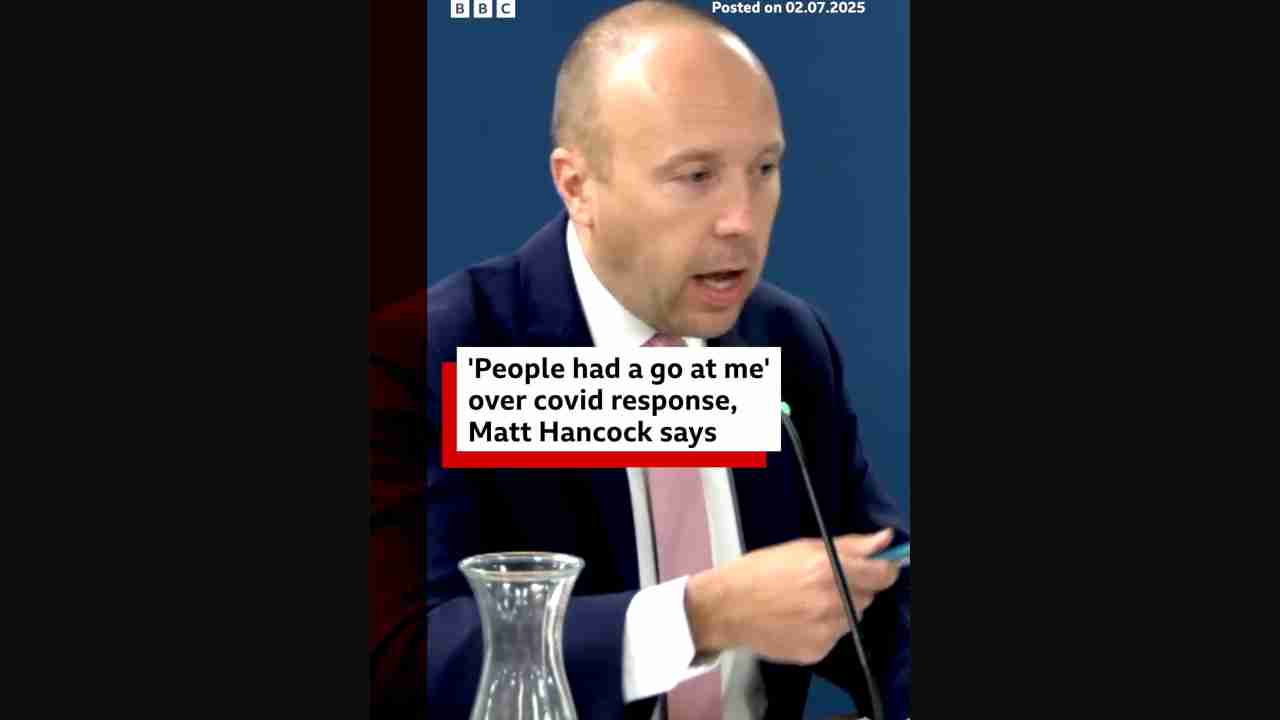 BBC
Posted on 02.07.2025
'People had a go at me'
over covid response,
Matt Hancock says